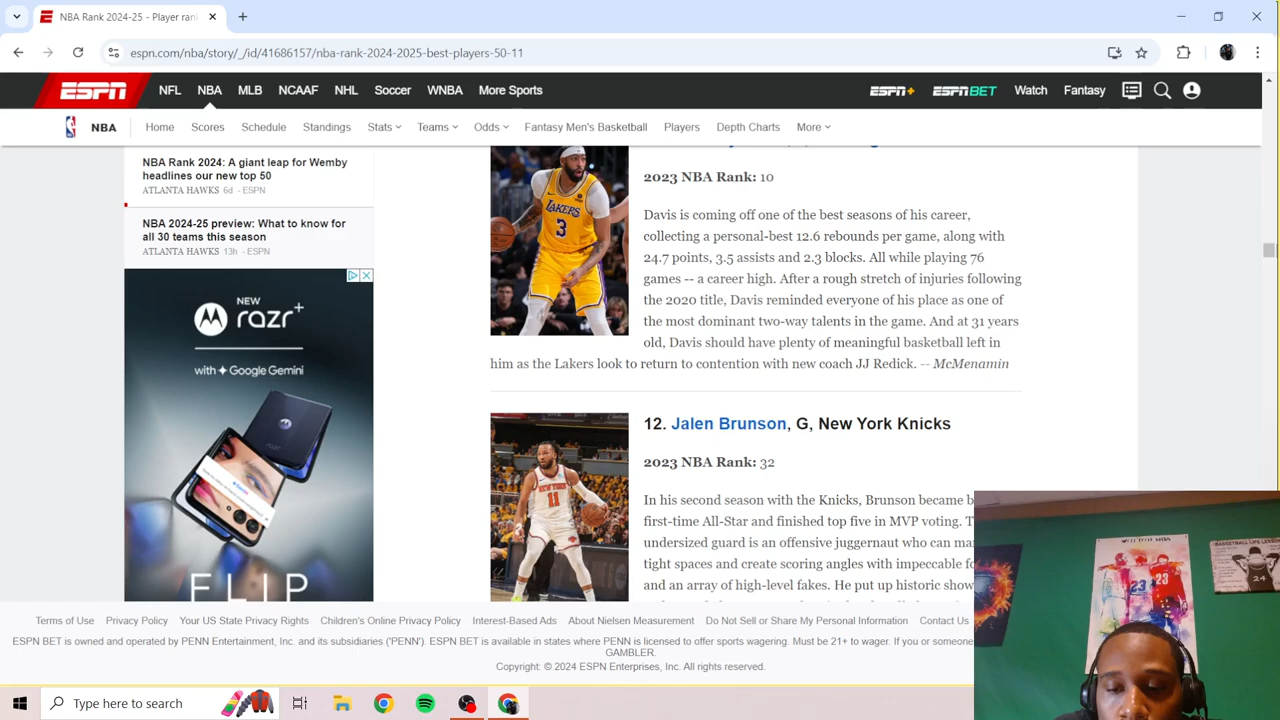 NBA Rank 2024-25 - Player rank
espn.com/nba/story/_/id/41686157/nba-rank-2024-2025-best-players-50-11
ESPN NFL NBA MLB NCAAF NHL Soccer WNBA More Sports ESPN+ ESPN BET Watch Fantasy
NBA Home Scores Schedule Standings Stats Teams Odds Fantasy Men's Basketball Players Depth Charts More
NBA Rank 2024: A giant leap for Wemby
headlines our new top 50
ATLANTA HAWKS 6d - ESPN
NBA 2024-25 preview: What to know for
all 30 teams this season
ATLANTA HAWKS 13h - ESPN
NEW
razr+
with Google Gemini
FLIP
2023 NBA Rank: 10
Davis is coming off one of the best seasons of his career,
collecting a personal-best 12.6 rebounds per game, along with
24.7 points, 3.5 assists and 2.3 blocks. All while playing 76
games -- a career high. After a rough stretch of injuries following
the 2020 title, Davis reminded everyone of his place as one of
the most dominant two-way talents in the game. And at 31 years
old, Davis should have plenty of meaningful basketball left in
him as the Lakers look to return to contention with new coach JJ Redick. -- McMenamin
LAKERS
3
12. Jalen Brunson, G, New York Knicks
2023 NBA Rank: 32
In his second season with the Knicks, Brunson became
first-time All-Star and finished top five in MVP voting.
undersized guard is an offensive juggernaut who can
tight spaces and create scoring angles with impeccable
and an array of high-level fakes. He put up historic
NEW YORK
11
Terms of Use Privacy Policy Your US State Privacy Rights Children's Online Privacy Policy Interest-Based Ads About Nielsen Measurement Do Not Sell or Share My Personal Information Contact Us
ESPN BET is owned and operated by PENN Entertainment, Inc. and its subsidiaries ('PENN'). ESPN BET is available in states where PENN is licensed to offer sports wagering. Must be 21+ to wager. If you or someone
GAMBLER.
Copyright: © 2024 ESPN Enterprises, Inc. All rights reserved.
23 23
BASKETBALL LIFE
24
Type here to search